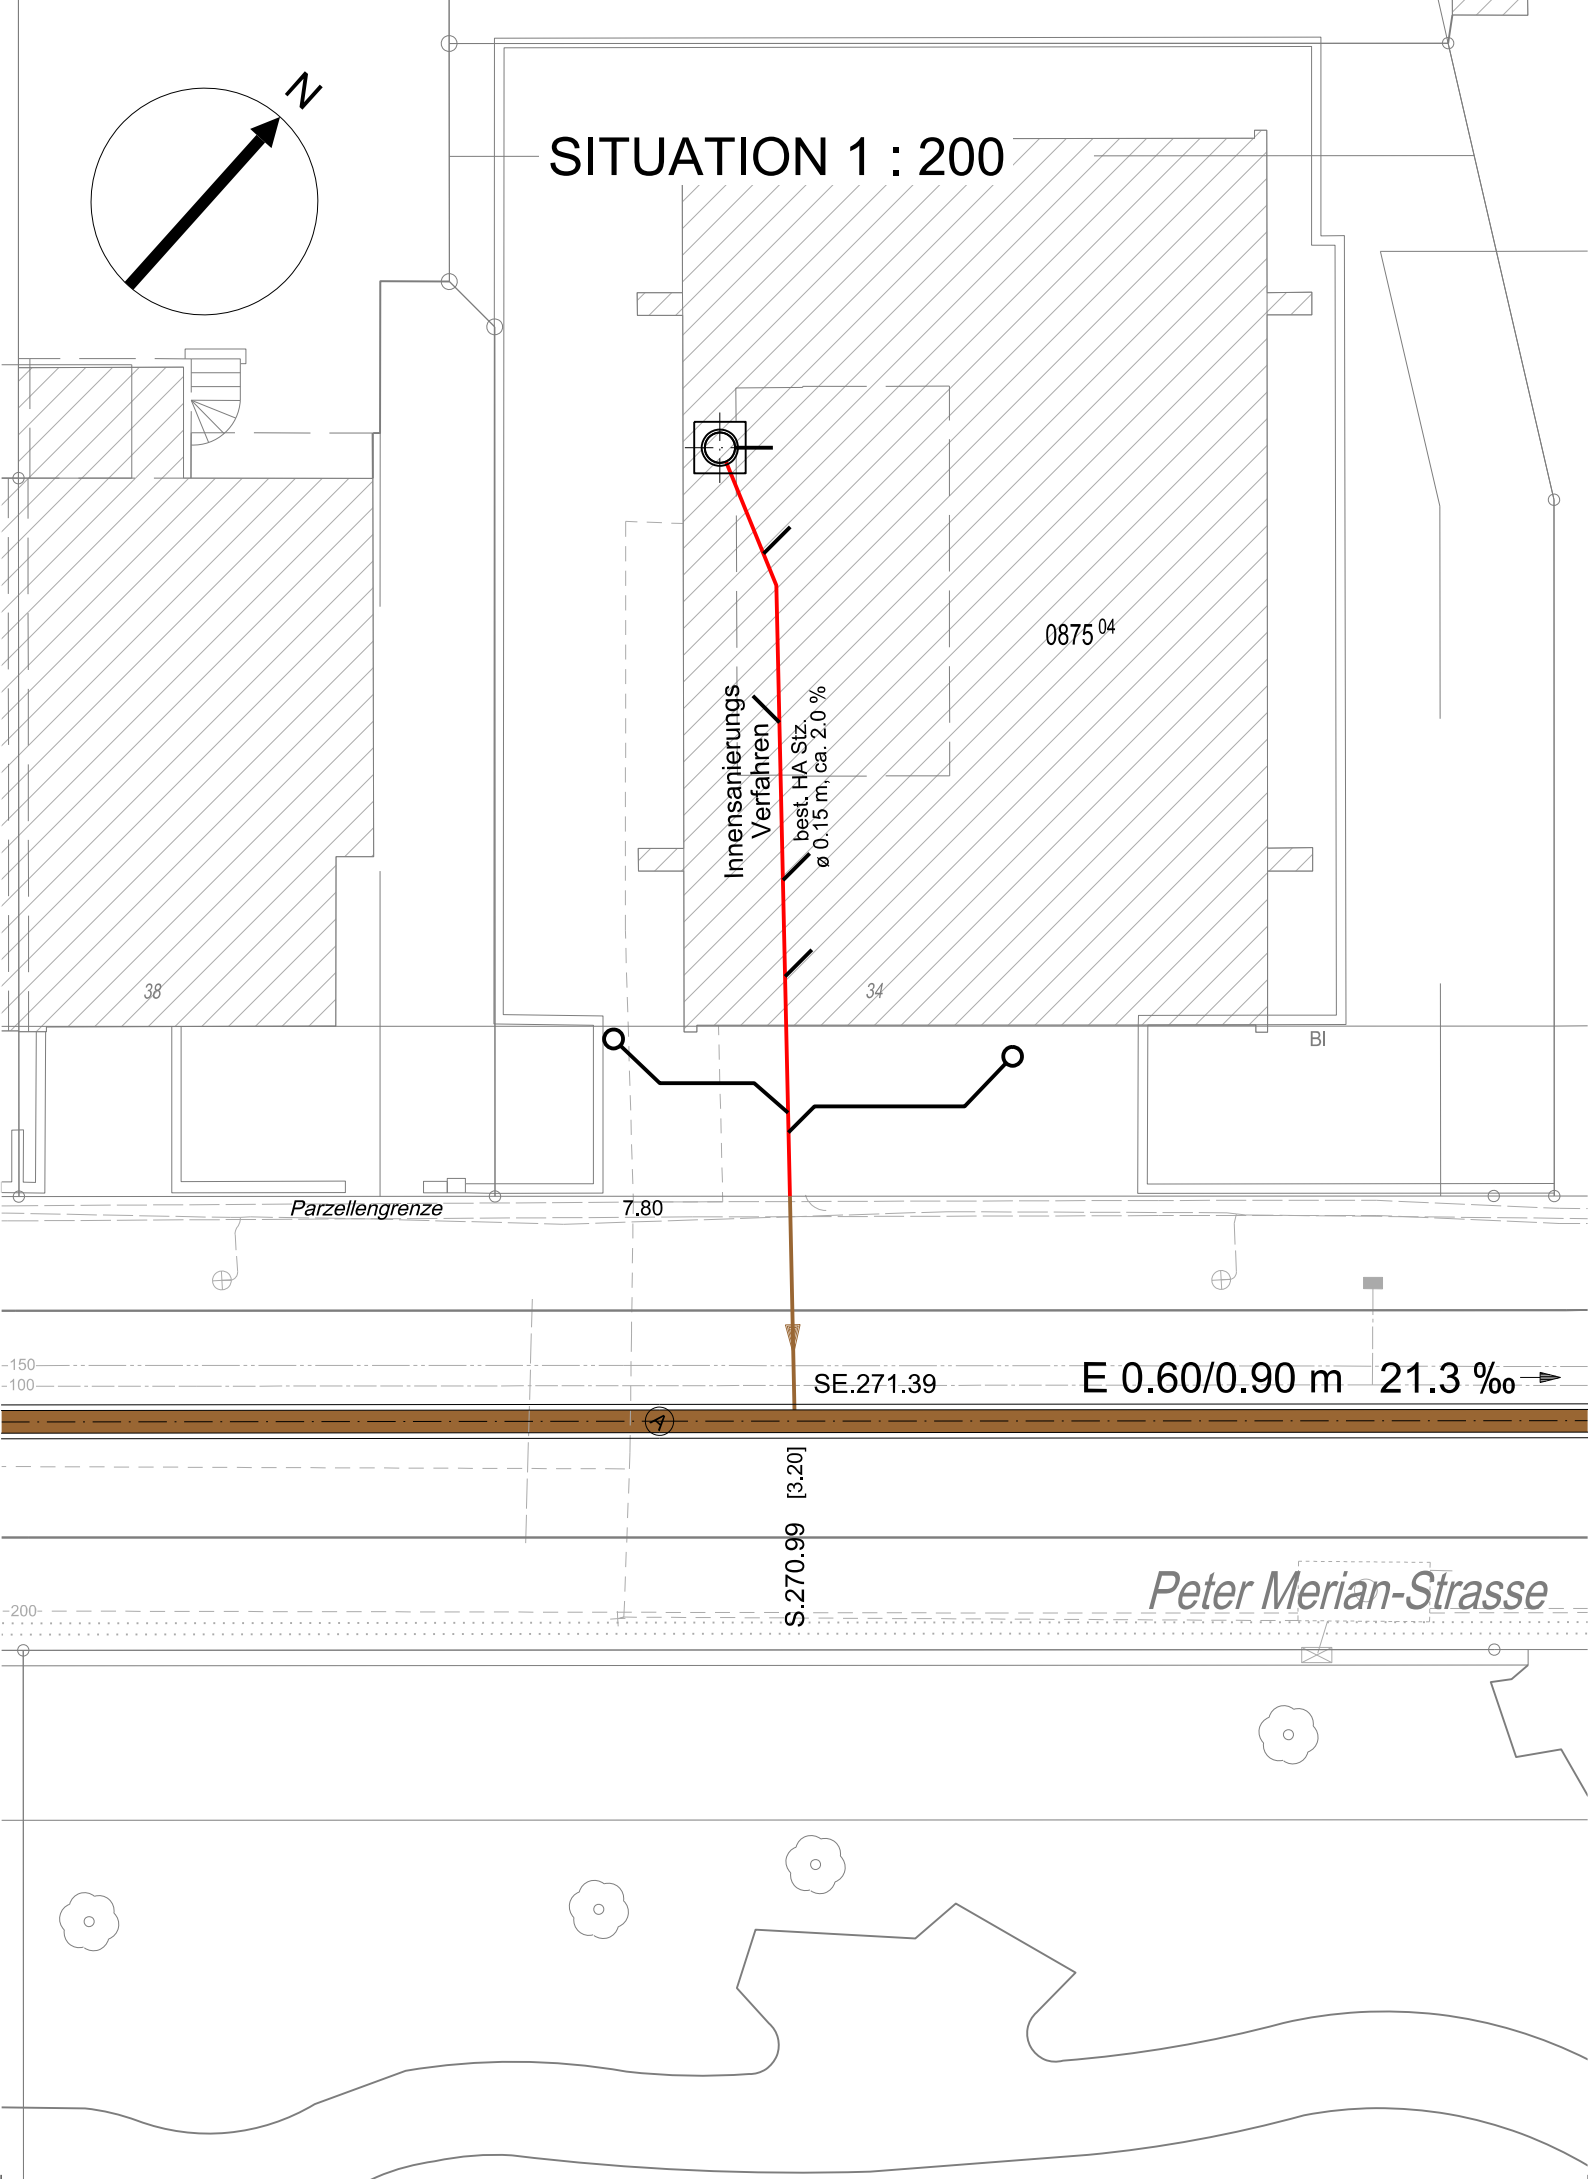 N
SITUATION 1 : 200
0875 04
Innensanierungs
Verfahren
best. HA Stz.
ø 0.15 m, ca. 2.0 %
38
34
BI
Parzellengrenze
7.80
150
100
SE.271.39
E 0.60/0.90 m 21.3 ‰
A
[3.20]
S.270.99
Peter Merian-Strasse
200